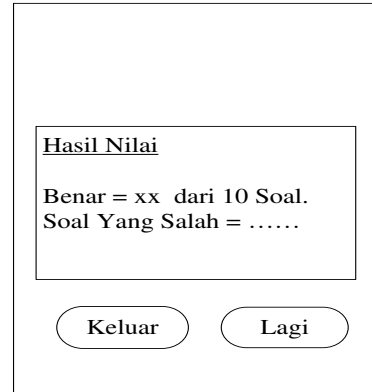 Hasil Nilai
Benar = xx dari 10 Soal.
Soal Yang Salah = ……
Keluar
Lagi